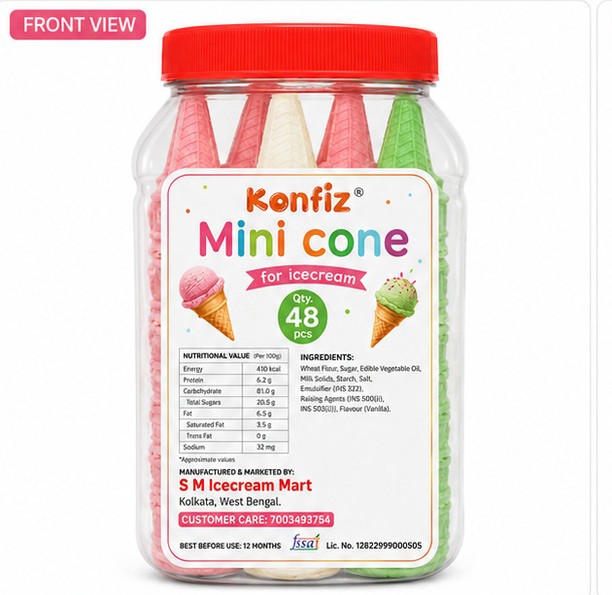 FRONT VIEW
Konfiz®
Mini cone
for icecream
Qty.
48
pcs
NUTRITIONAL VALUE (Per 100g)
Energy 410 kcal
Protein 6.2 g
Carbohydrate 81.0 g
Total Sugars 20.5 g
Fat 6.5 g
Saturated Fat 3.5 g
Trans Fat 0 g
Sodium 32 mg
*Approximate values
INGREDIENTS:
Wheat Flour, Sugar, Edible Vegetable Oil,
Milk Solids, Starch, Salt,
Emulsifier (INS 322),
Raising Agents (INS 500(ii),
INS 503(ii)), Flavour (Vanilla).
MANUFACTURED & MARKETED BY:
S M Icecream Mart
Kolkata, West Bengal.
CUSTOMER CARE: 7003493754
BEST BEFORE USE: 12 MONTHS fssai Lic. No. 12822999000505